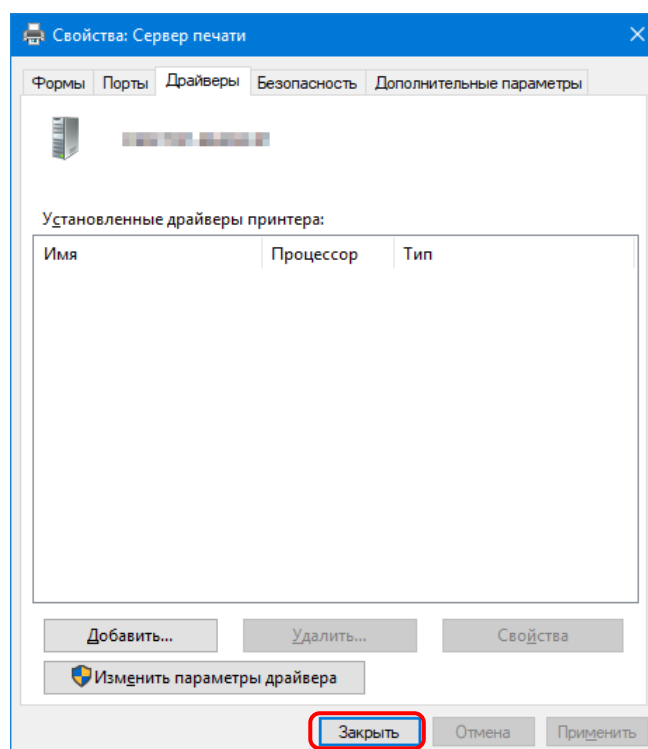 Свойства: Сервер печати
Формы Порты Драйверы Безопасность Дополнительные параметры
Установленные драйверы принтера:
Имя Процессор Тип
Добавить... Удалить... Свойства
Изменить параметры драйвера
Закрыть Отмена Применить